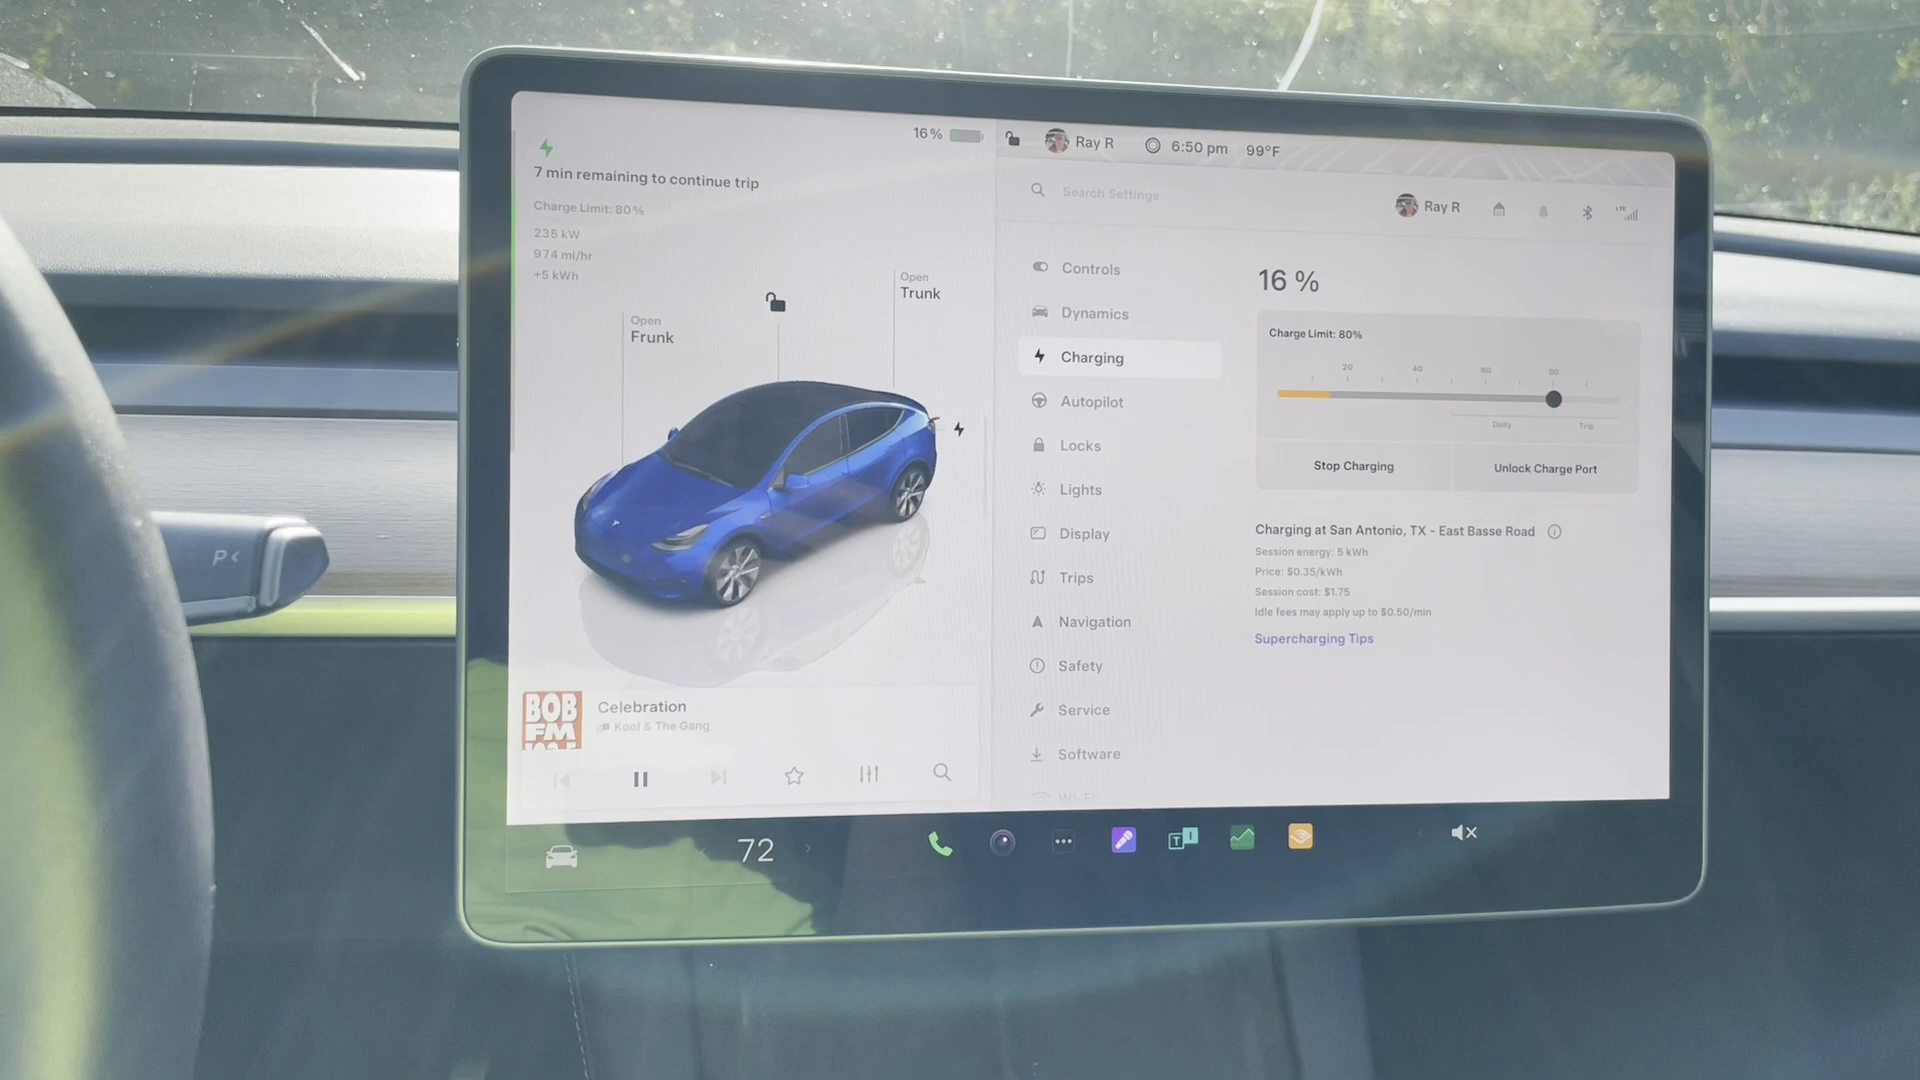 16%
7 min remaining to continue trip
Charge Limit: 80%
235 kW
974 mi/hr
+5 kWh
Open
Trunk
Open
Frunk
BOB
FM
Celebration
Kool & The Gang
72
Ray R
6:50 pm
99°F
Search Settings
Ray R
LTE
Controls
Dynamics
Charging
Autopilot
Locks
Lights
Display
Trips
Navigation
Safety
Service
Software
Wi-Fi
16 %
Charge Limit: 80%
20 40 60 80
Daily Trip
Stop Charging
Unlock Charge Port
Charging at San Antonio, TX - East Basse Road
Session energy: 5 kWh
Price: $0.35/kWh
Session cost: $1.75
Idle fees may apply up to $0.50/min
Supercharging Tips
T
P<